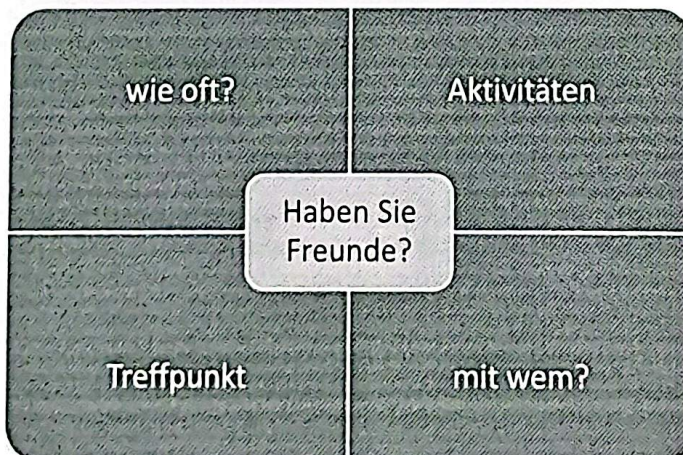 wie oft?
Aktivitäten
Haben Sie
Freunde?
Treffpunkt
mit wem?